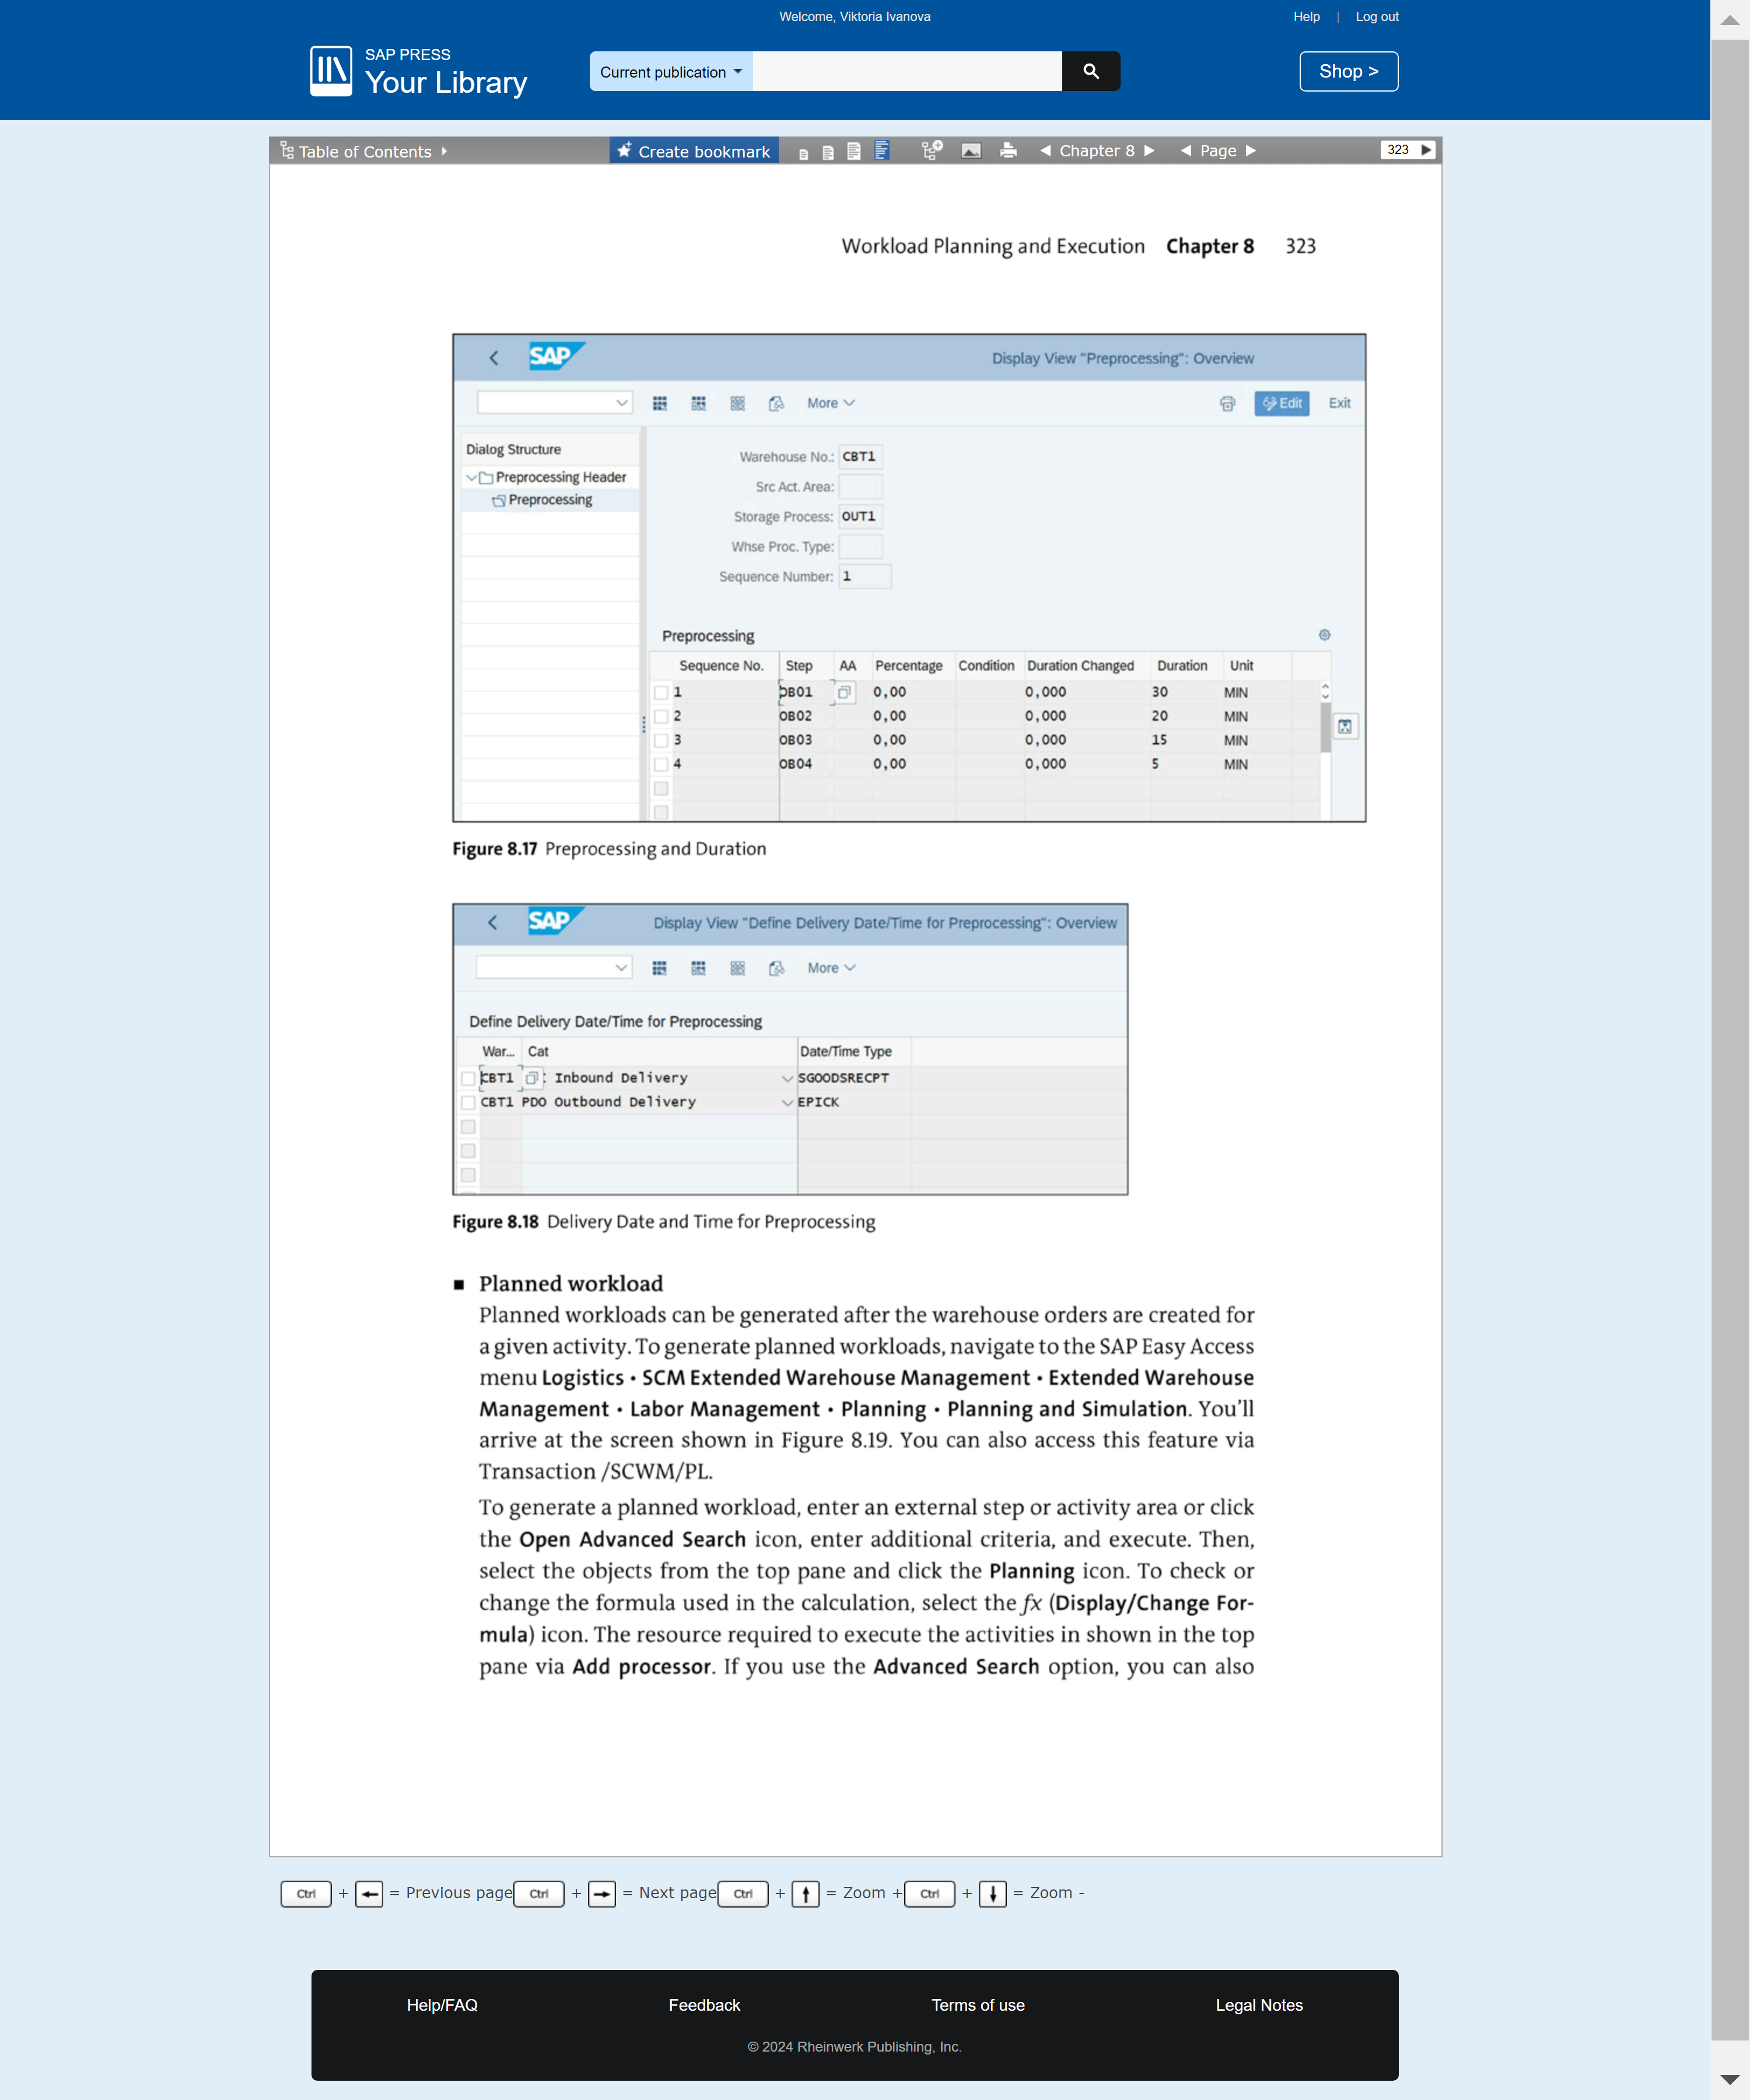 Welcome, Viktoria Ivanova
Help | Log out
SAP PRESS
Your Library
Current publication
Shop >
Table of Contents
Create bookmark
Chapter 8
Page
323
Workload Planning and Execution Chapter 8 323
SAP
Display View "Preprocessing": Overview
More
Edit
Exit
Dialog Structure
Preprocessing Header
Preprocessing
Warehouse No.: CBT1
Src Act. Area:
Storage Process: OUT1
Whse Proc. Type:
Sequence Number: 1
Preprocessing
Sequence No. Step AA Percentage Condition Duration Changed Duration Unit
1 OB01 0,00 0,000 30 MIN
2 OB02 0,00 0,000 20 MIN
3 OB03 0,00 0,000 15 MIN
4 OB04 0,00 0,000 5 MIN
Figure 8.17 Preprocessing and Duration
SAP
Display View "Define Delivery Date/Time for Preprocessing": Overview
More
Define Delivery Date/Time for Preprocessing
War... Cat Date/Time Type
CBT1 Inbound Delivery SGOODSRECPT
CBT1 PDO Outbound Delivery EPICK
Figure 8.18 Delivery Date and Time for Preprocessing
■ Planned workload
Planned workloads can be generated after the warehouse orders are created for
a given activity. To generate planned workloads, navigate to the SAP Easy Access
menu Logistics • SCM Extended Warehouse Management • Extended Warehouse
Management • Labor Management • Planning • Planning and Simulation. You'll
arrive at the screen shown in Figure 8.19. You can also access this feature via
Transaction /SCWM/PL.
To generate a planned workload, enter an external step or activity area or click
the Open Advanced Search icon, enter additional criteria, and execute. Then,
select the objects from the top pane and click the Planning icon. To check or
change the formula used in the calculation, select the fx (Display/Change For-
mula) icon. The resource required to execute the activities in shown in the top
pane via Add processor. If you use the Advanced Search option, you can also
Ctrl + ← = Previous page Ctrl + → = Next page Ctrl + ↑ = Zoom + Ctrl + ↓ = Zoom -
Help/FAQ
Feedback
Terms of use
Legal Notes
© 2024 Rheinwerk Publishing, Inc.